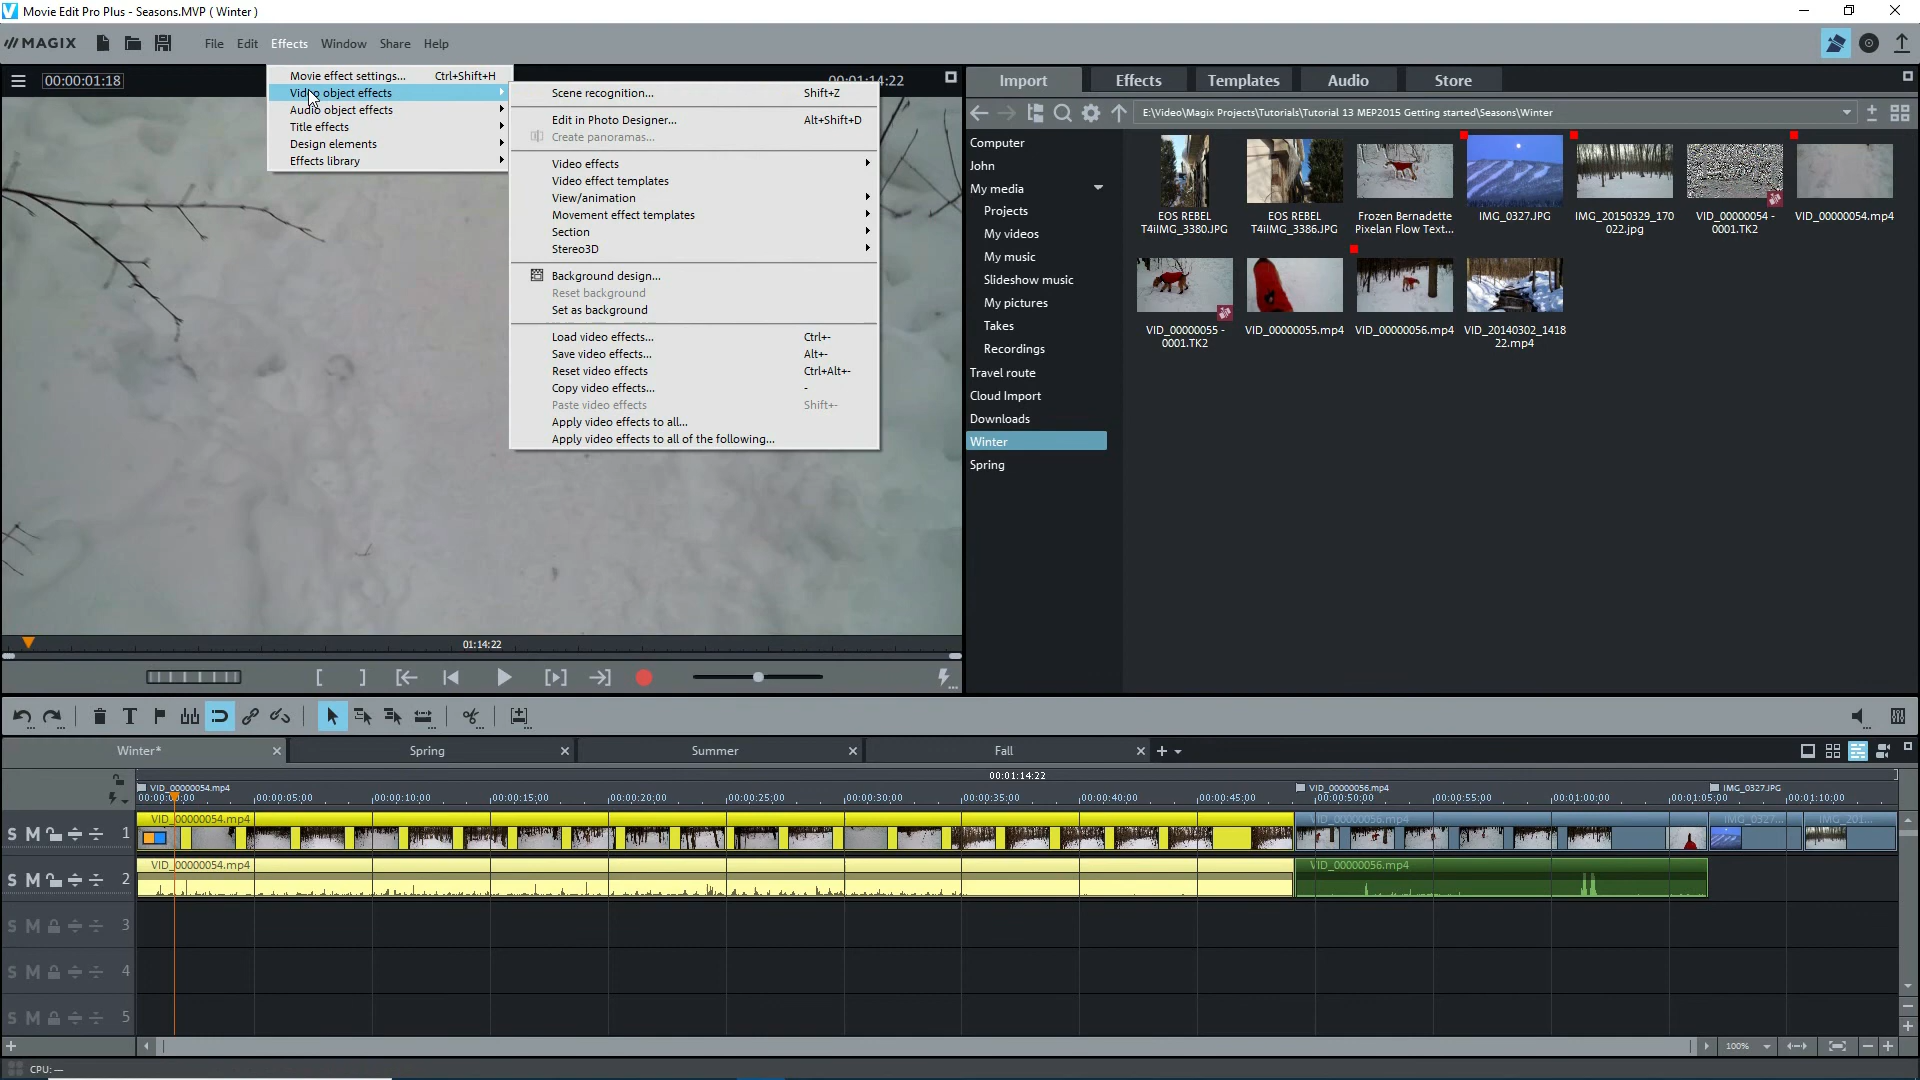 Movie Edit Pro Plus - Seasons.MVP ( Winter )
MAGIX File Edit Effects Window Share Help
00:00:01:18
Movie effect settings... Ctrl+Shift+H
Video object effects
Audio object effects
Title effects
Design elements
Effects library
Scene recognition... Shift+Z
Edit in Photo Designer... Alt+Shift+D
Create panoramas...
Video effects
Video effect templates
View/animation
Movement effect templates
Section
Stereo3D
Background design...
Reset background
Set as background
Load video effects... Ctrl+-
Save video effects... Alt+-
Reset video effects Ctrl+Alt+-
Copy video effects... -
Paste video effects Shift+-
Apply video effects to all...
Apply video effects to all of the following...
01:14:22
Import Effects Templates Audio Store
E:\Video\Magix Projects\Tutorials\Tutorial 13 MEP2015 Getting started\Seasons\Winter
Computer
John
My media
Projects
My videos
My music
Slideshow music
My pictures
Takes
Recordings
Travel route
Cloud Import
Downloads
Winter
Spring
EOS REBEL
T4iIMG_3380.JPG
EOS REBEL
T4iIMG_3386.JPG
Frozen Bernadette
Pixelan Flow Text...
IMG_0327.JPG
IMG_20150329_170
022.jpg
VID_00000054 -
0001.TK2
VID_00000054.mp4
VID_00000055 -
0001.TK2
VID_00000055.mp4
VID_00000056.mp4
VID_20140302_1418
22.mp4
Winter* Spring Summer Fall
00:01:14:22
VID_00000054.mp4 VID_00000056.mp4 IMG_0327.JPG
00:00:05:00 00:00:10:00 00:00:15:00 00:00:20:00 00:00:25:00 00:00:30:00 00:00:35:00 00:00:40:00 00:00:45:00 00:00:50:00 00:00:55:00 00:01:00:00 00:01:05:00 00:01:10:00
VID_00000054.mp4 VID_00000056.mp4 IMG_0327... IMG_201...
S M 1
VID_00000054.mp4 VID_00000056.mp4
S M 2
S M 3
S M 4
S M 5
100%
CPU: —